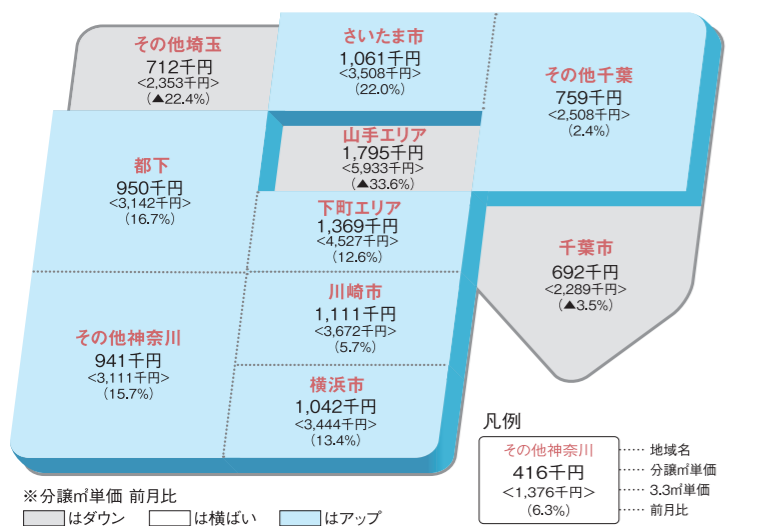 その他埼玉
712千円
<2,353千円>
(▲22.4%)
さいたま市
1,061千円
<3,508千円>
(22.0%)
その他千葉
759千円
<2,508千円>
(2.4%)
都下
950千円
<3,142千円>
(16.7%)
山手エリア
1,795千円
<5,933千円>
(▲33.6%)
下町エリア
1,369千円
<4,527千円>
(12.6%)
千葉市
692千円
<2,289千円>
(▲3.5%)
川崎市
1,111千円
<3,672千円>
(5.7%)
その他神奈川
941千円
<3,111千円>
(15.7%)
横浜市
1,042千円
<3,444千円>
(13.4%)
凡例
その他神奈川 ······ 地域名
416千円 ······ 分譲㎡単価
<1,376千円> ······ 3.3㎡単価
(6.3%) ······ 前月比
※分譲㎡単価 前月比
はダウン は横ばい はアップ